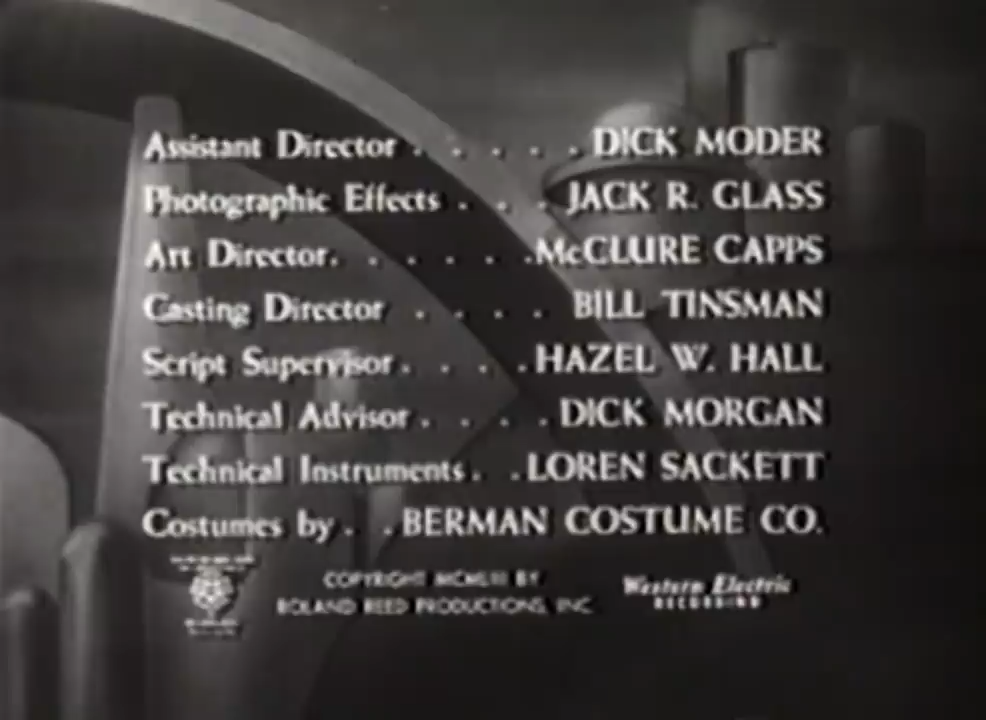 Assistant Director . . . . . DICK MODER
Photographic Effects . . . JACK R. GLASS
Art Director. . . . . . .McCLURE CAPPS
Casting Director . . . . BILL TINSMAN
Script Supervisor. . . . .HAZEL W. HALL
Technical Advisor. . . . .DICK MORGAN
Technical Instruments. . .LOREN SACKETT
Costumes by. . .BERMAN COSTUME CO.
COPYRIGHT BY
ROLAND REED PRODUCTIONS, INC.
Western Electric
RECORDING